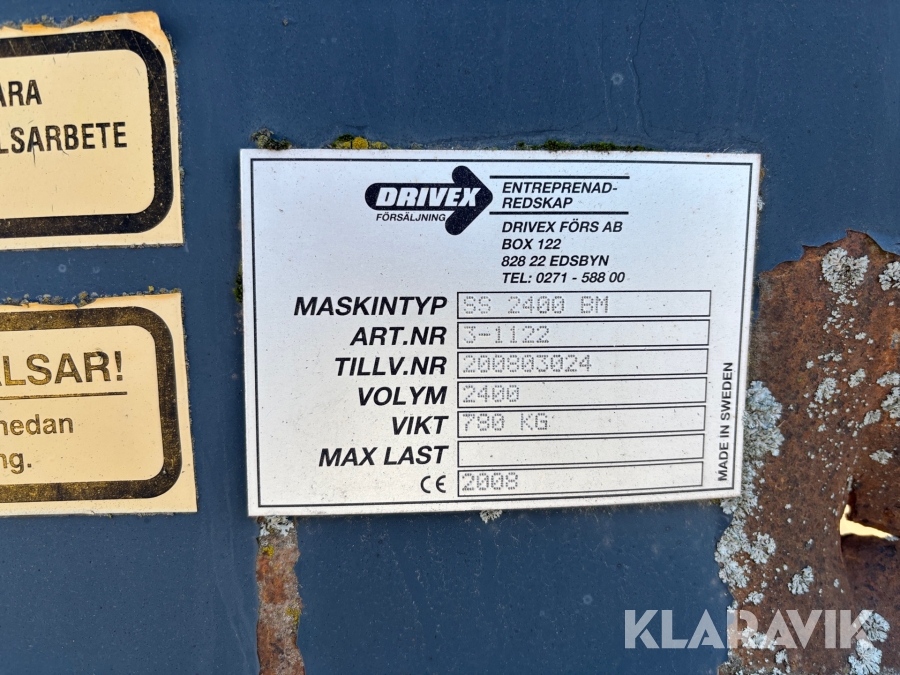 ARA
LSARBETE
ALSAR!
nedan
ng.
DRIVEX
FÖRSÄLJNING
ENTREPRENAD-
REDSKAP
DRIVEX FÖRS AB
BOX 122
828 22 EDSBYN
TEL: 0271 - 588 00
MASKINTYP SS 2400 BM
ART.NR 3-1122
TILLV.NR 200803024
VOLYM 2400
VIKT 780 KG
MAX LAST
CE 2008
MADE IN SWEDEN
KLARAVIK